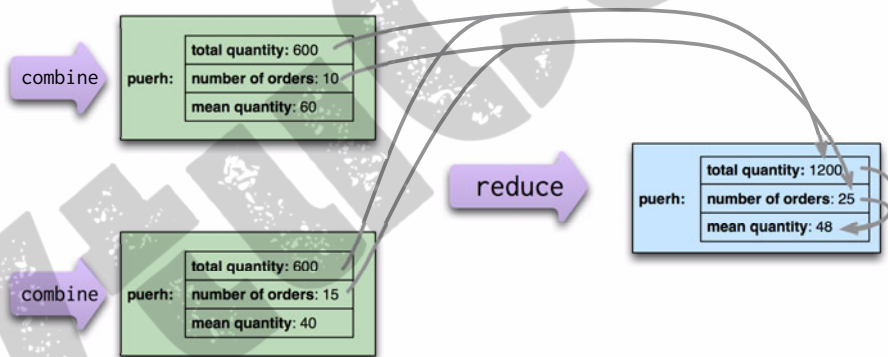 combine
puerh:
total quantity: 600
number of orders: 10
mean quantity: 60
combine
puerh:
total quantity: 600
number of orders: 15
mean quantity: 40
reduce
puerh:
total quantity: 1200
number of orders: 25
mean quantity: 48